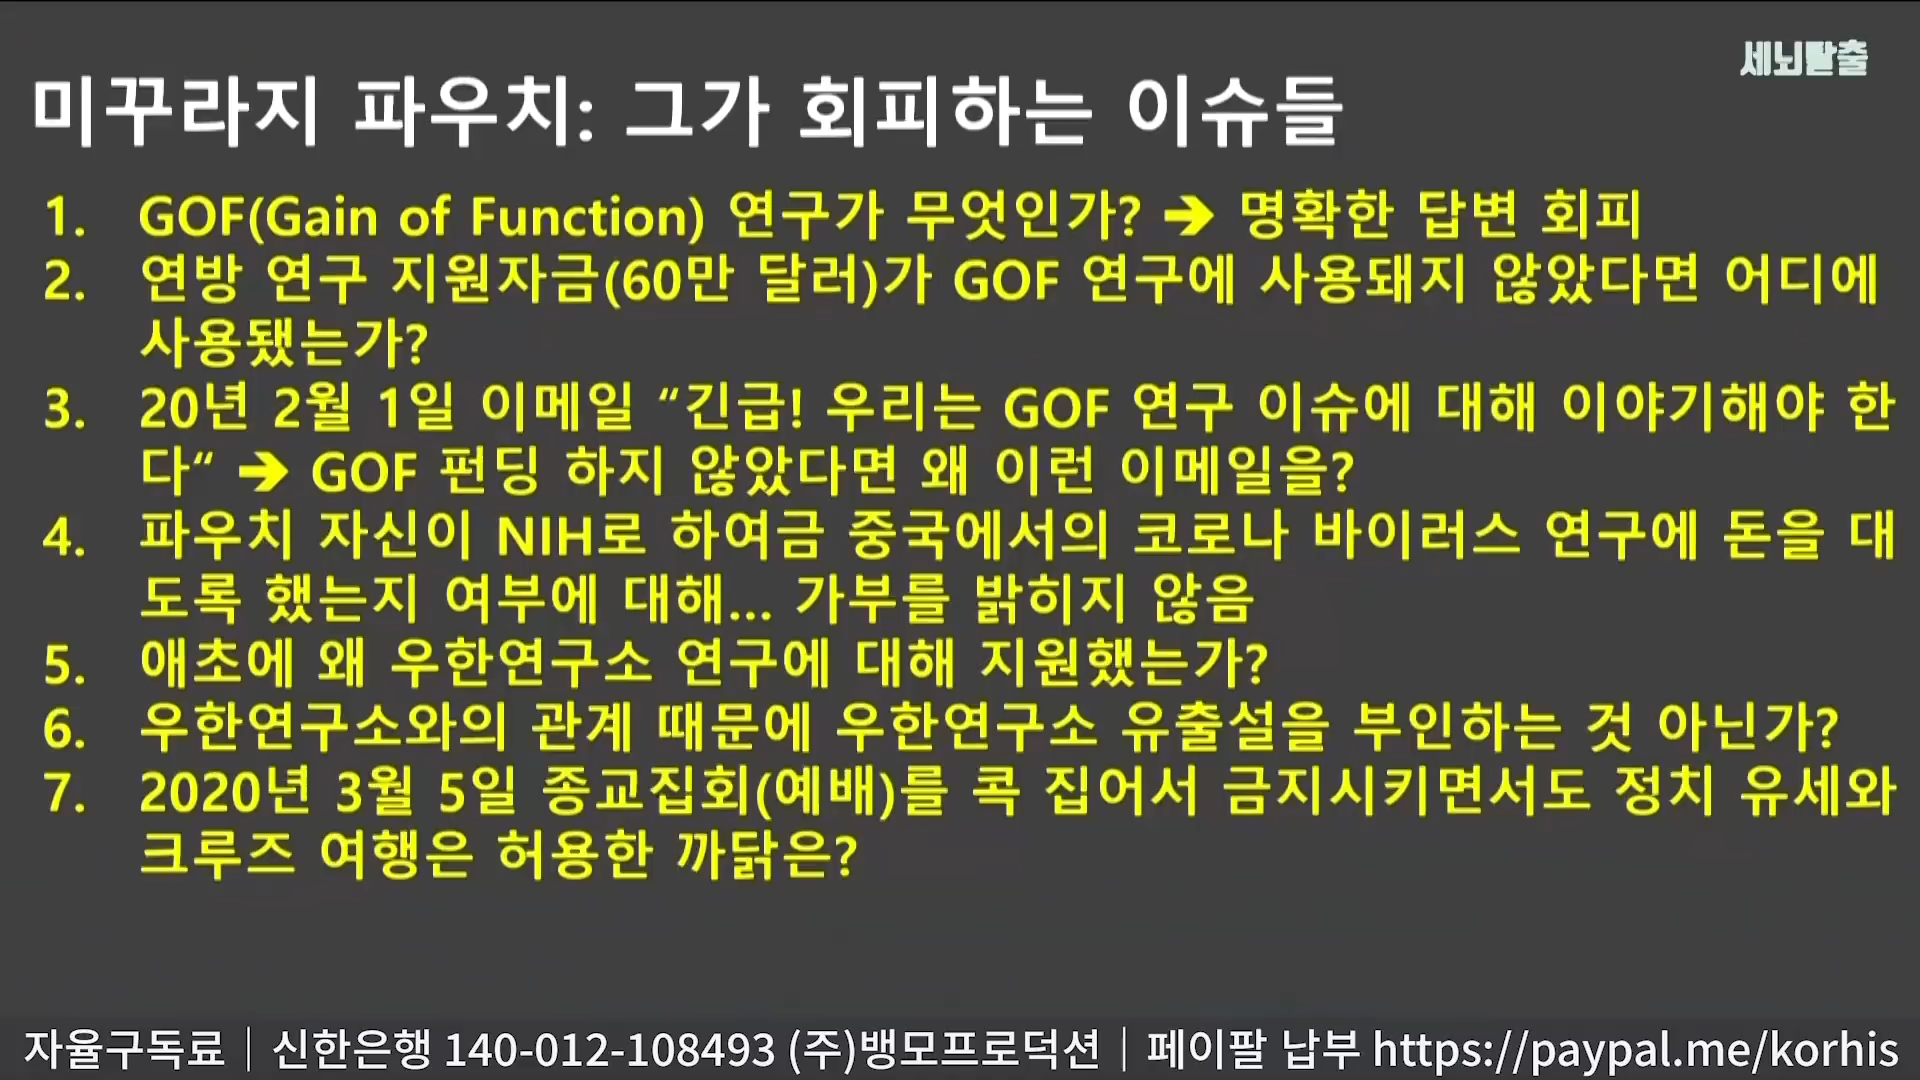 세뇌탈출
미꾸라지 파우치: 그가 회피하는 이슈들
1. GOF(Gain of Function) 연구가 무엇인가? ➔ 명확한 답변 회피
2. 연방 연구 지원자금(60만 달러)가 GOF 연구에 사용돼지 않았다면 어디에
사용됐는가?
3. 20년 2월 1일 이메일 “긴급! 우리는 GOF 연구 이슈에 대해 이야기해야 한
다“ ➔ GOF 펀딩 하지 않았다면 왜 이런 이메일을?
4. 파우치 자신이 NIH로 하여금 중국에서의 코로나 바이러스 연구에 돈을 대
도록 했는지 여부에 대해... 가부를 밝히지 않음
5. 애초에 왜 우한연구소 연구에 대해 지원했는가?
6. 우한연구소와의 관계 때문에 우한연구소 유출설을 부인하는 것 아닌가?
7. 2020년 3월 5일 종교집회(예배)를 콕 집어서 금지시키면서도 정치 유세와
크루즈 여행은 허용한 까닭은?
자율구독료 | 신한은행 140-012-108493 (주)뱅모프로덕션 | 페이팔 납부 https://paypal.me/korhis